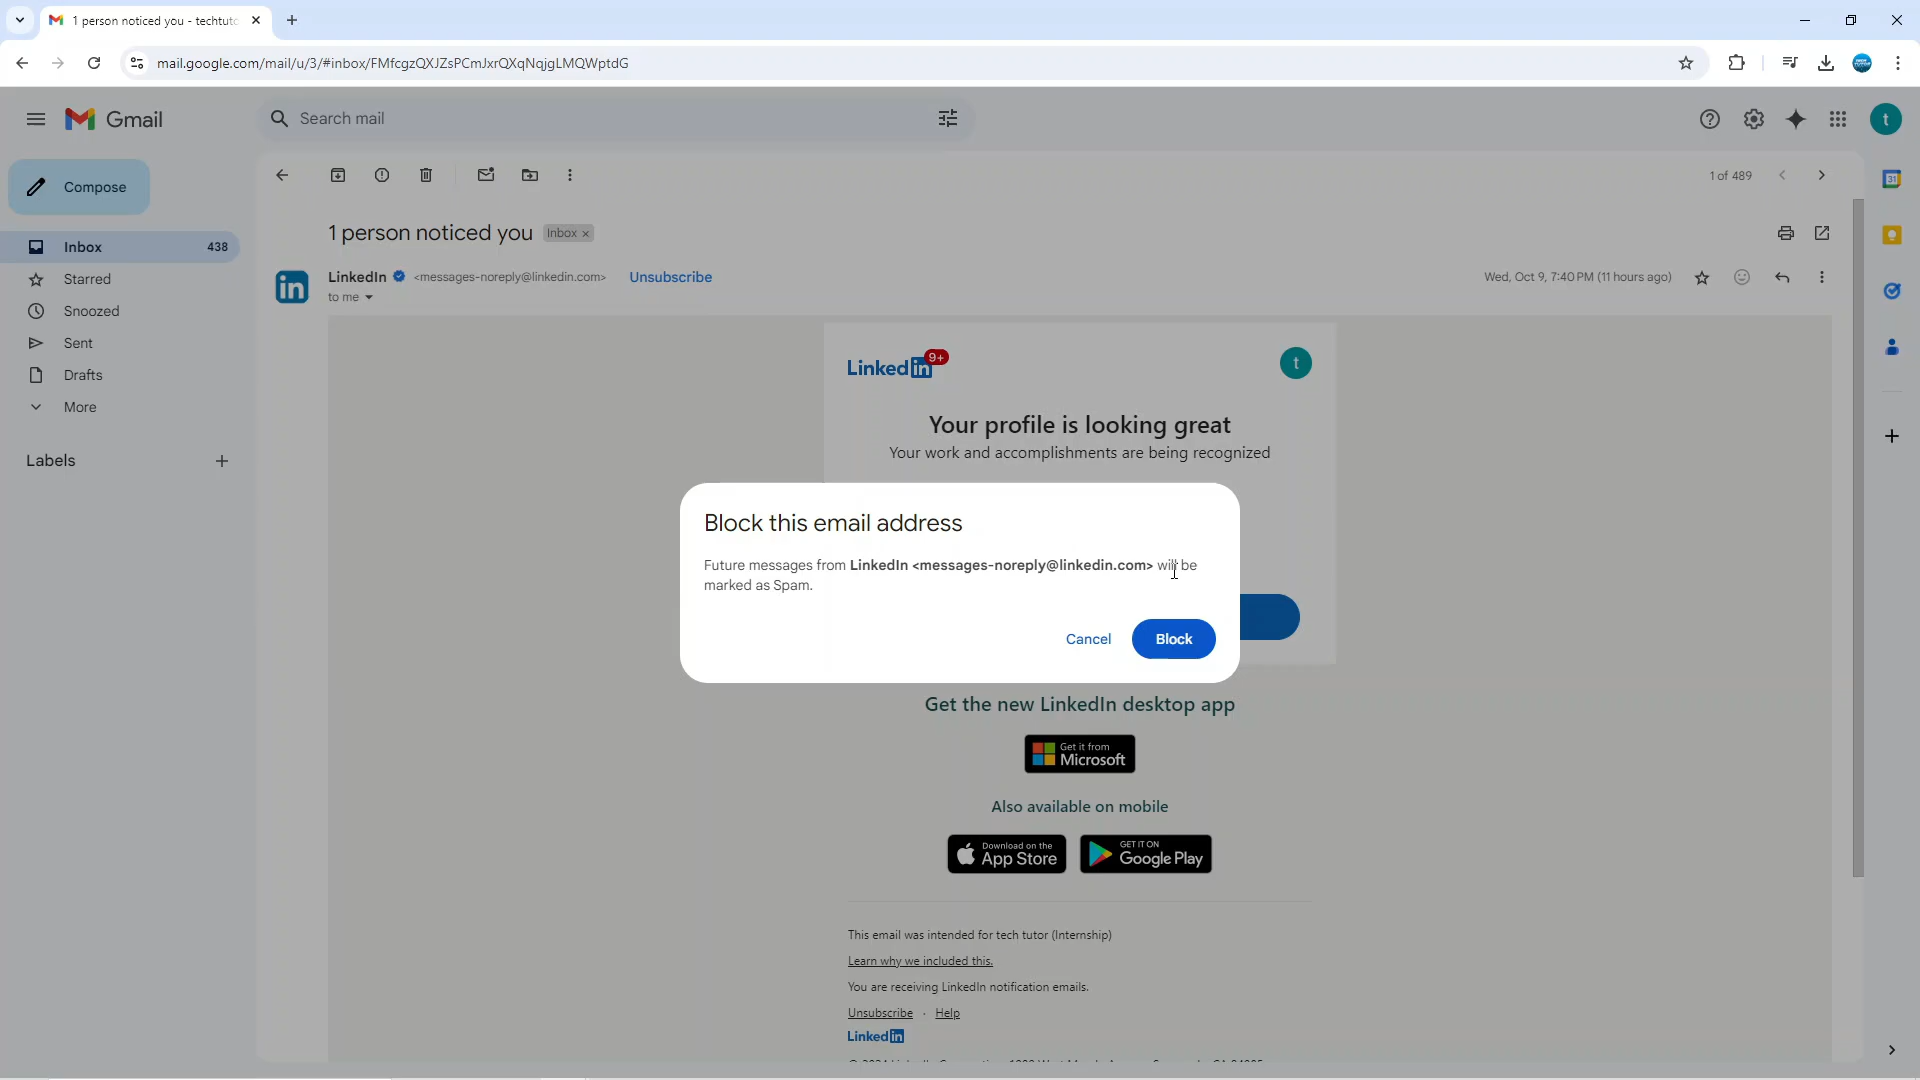 1 person noticed you - techtuto
mail.google.com/mail/u/3/#inbox/FMfcgzQXJZsPCmJxrQXqNqjgLMQWptdG
Gmail
Search mail
t
Compose
1 of 489
31
Inbox 438
Starred
Snoozed
Sent
Drafts
More
Labels
1 person noticed you Inbox x
LinkedIn <messages-noreply@linkedin.com> Unsubscribe
Wed, Oct 9, 7:40 PM (11 hours ago)
to me
in
LinkedIn 9+
t
Your profile is looking great
Your work and accomplishments are being recognized
Block this email address
Future messages from LinkedIn <messages-noreply@linkedin.com> will be
marked as Spam.
Cancel Block
Get the new LinkedIn desktop app
Get it from
Microsoft
Also available on mobile
Download on the
App Store
GET IT ON
Google Play
This email was intended for tech tutor (Internship)
Learn why we included this.
You are receiving LinkedIn notification emails.
Unsubscribe · Help
LinkedIn